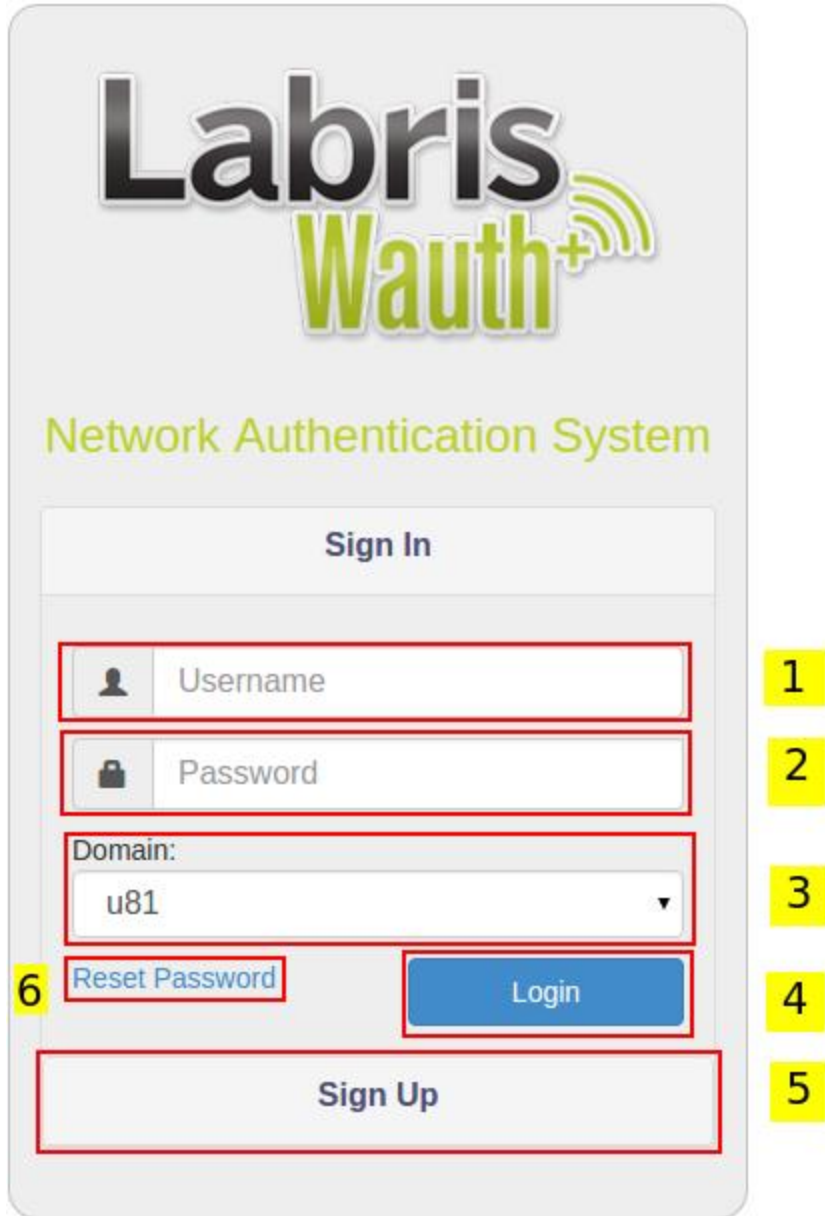 Labris
Wauth+
Network Authentication System
Sign In
Username
1
Password
2
Domain:
u81
3
6
Reset Password
Login
4
Sign Up
5